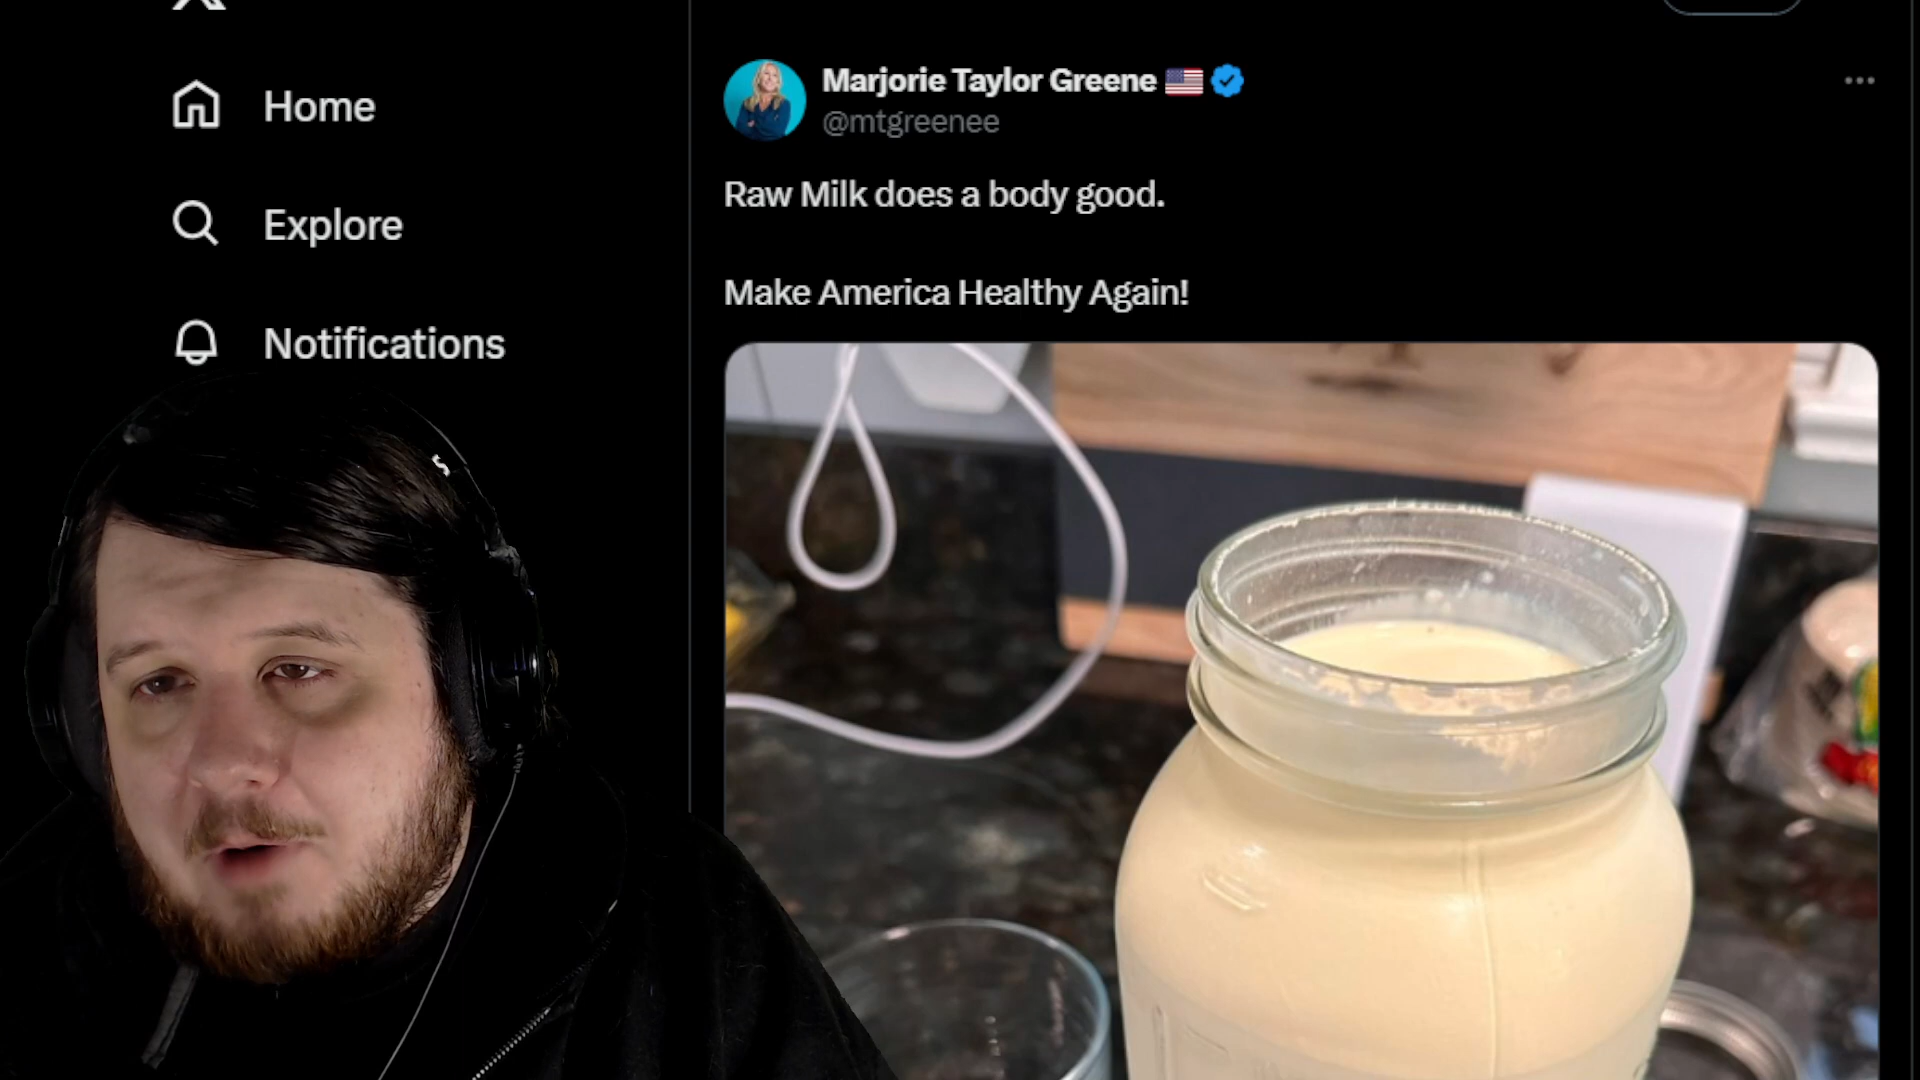 Home
Explore
Notifications
Marjorie Taylor Greene
@mtgreenee
Raw Milk does a body good.
Make America Healthy Again!